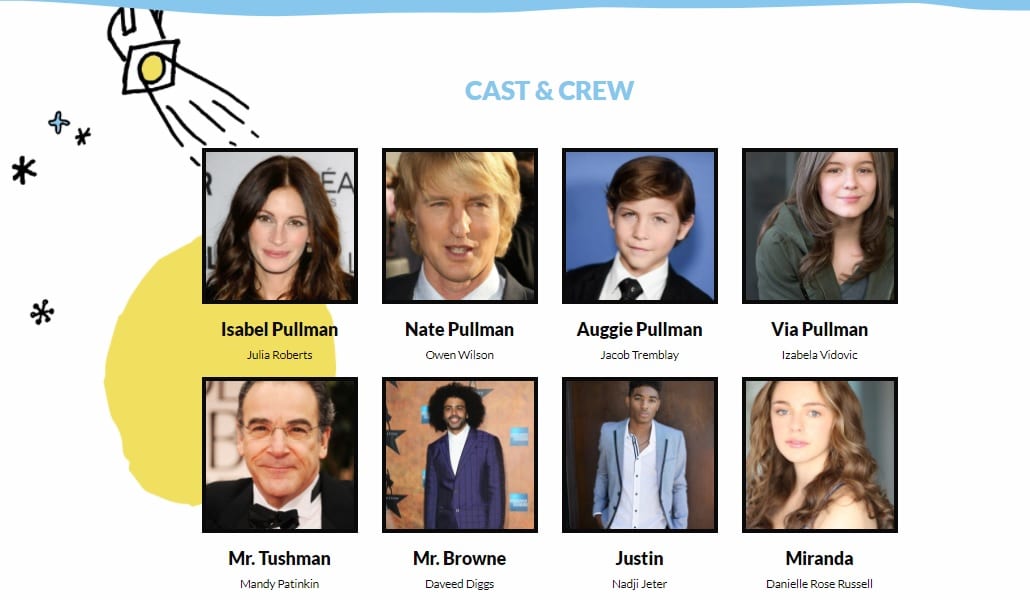 CAST & CREW
Isabel Pullman
Julia Roberts
Nate Pullman
Owen Wilson
Auggie Pullman
Jacob Tremblay
Via Pullman
Izabela Vidovic
Mr. Tushman
Mandy Patinkin
Mr. Browne
Daveed Diggs
Justin
Nadji Jeter
Miranda
Danielle Rose Russell